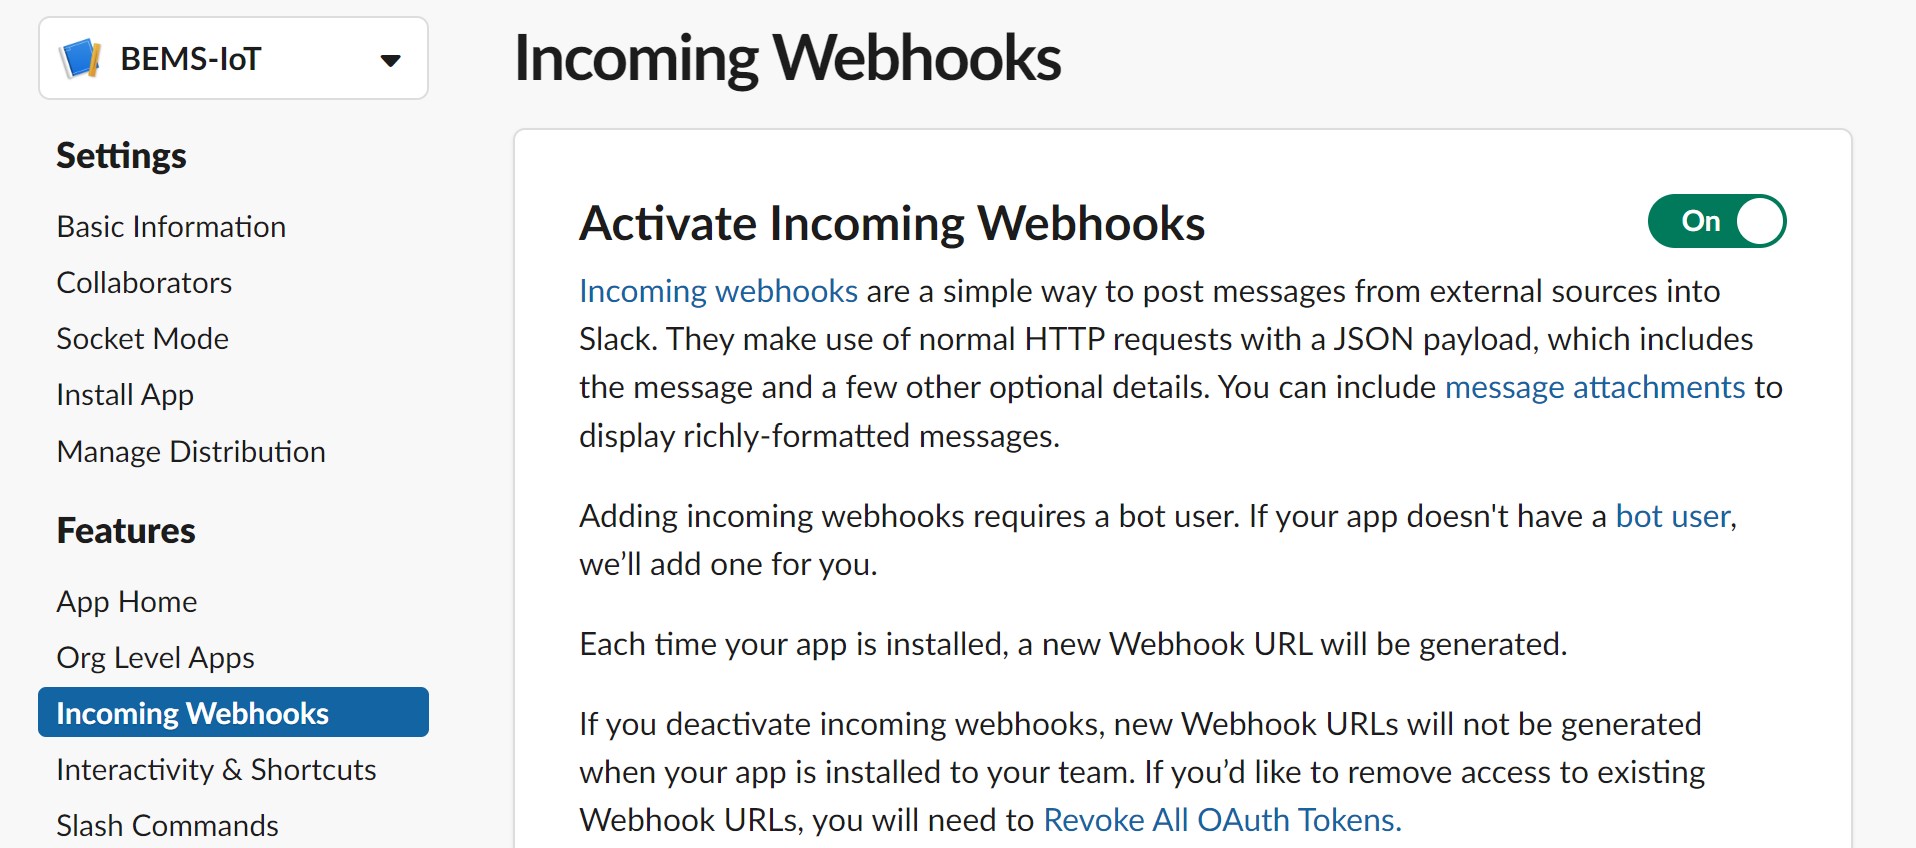 BEMS-IoT
Settings
Basic Information
Collaborators
Socket Mode
Install App
Manage Distribution
Features
App Home
Org Level Apps
Incoming Webhooks
Interactivity & Shortcuts
Slash Commands
Incoming Webhooks
Activate Incoming Webhooks
On
Incoming webhooks are a simple way to post messages from external sources into
Slack. They make use of normal HTTP requests with a JSON payload, which includes
the message and a few other optional details. You can include message attachments to
display richly-formatted messages.
Adding incoming webhooks requires a bot user. If your app doesn't have a bot user,
we’ll add one for you.
Each time your app is installed, a new Webhook URL will be generated.
If you deactivate incoming webhooks, new Webhook URLs will not be generated
when your app is installed to your team. If you’d like to remove access to existing
Webhook URLs, you will need to Revoke All OAuth Tokens.